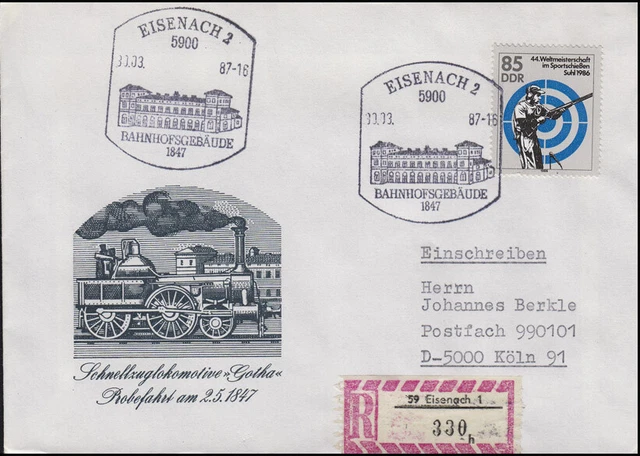 EISENACH 2
5900
30.03. 87-16
BAHNHOFSGEBÄUDE
1847
EISENACH 2
5900
30.03. 87-16
BAHNHOFSGEBÄUDE
1847
85
DDR
44. Weltmeisterschaft
im Sportschießen
Suhl 1986
Einschreiben
Herrn
Johannes Berkle
Postfach 990101
D-5000 Köln 91
Schnellzuglokomotive »Gotha«
Probefahrt am 2.5.1847
R
59 Eisenach 1
330
h